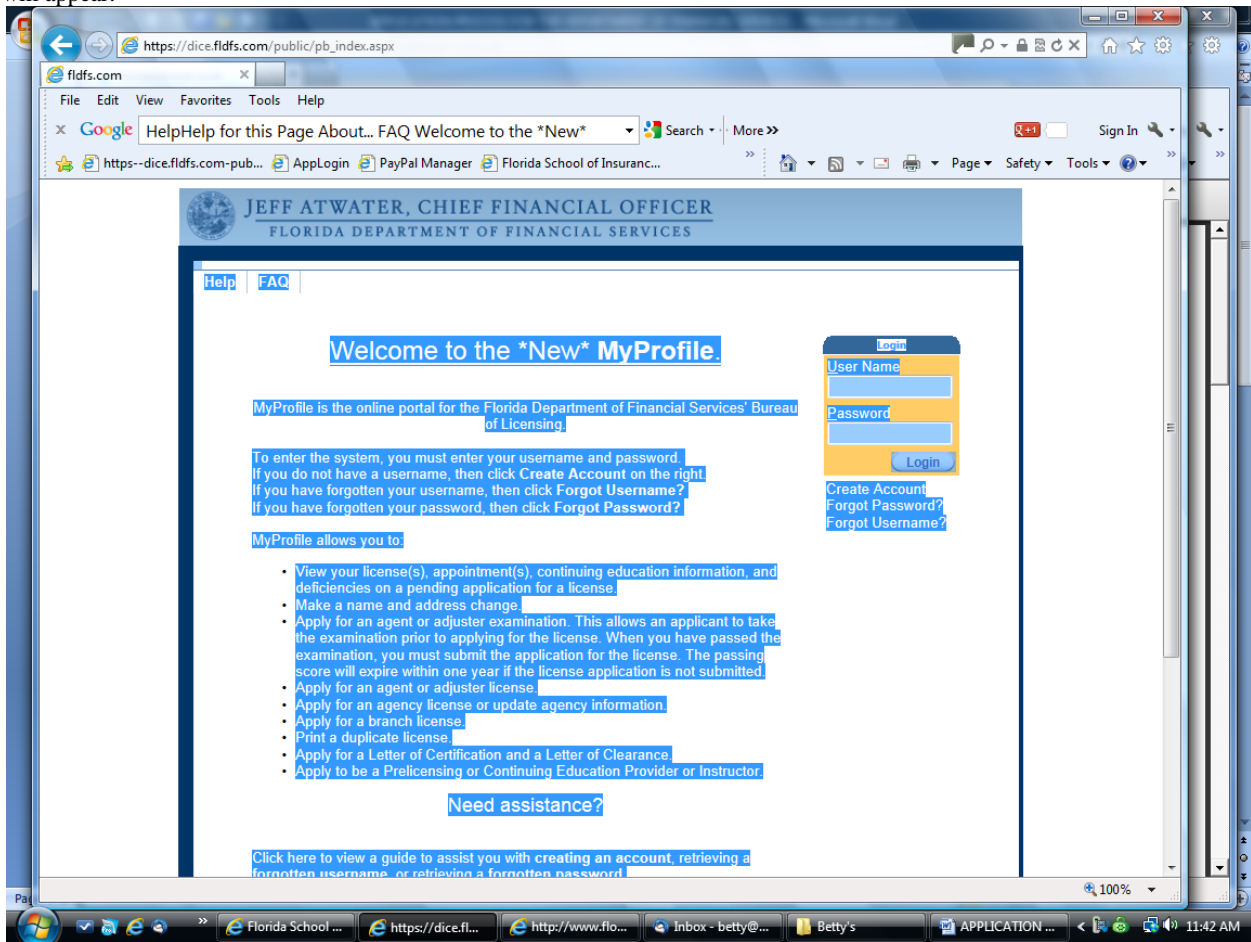 will appear.
https://dice.fldfs.com/public/pb_index.aspx
fldfs.com
File Edit View Favorites Tools Help
x Google HelpHelp for this Page About... FAQ Welcome to the *New* Search More >> Sign In
https--dice.fldfs.com-pub... AppLogin PayPal Manager Florida School of Insuranc... >> Page Safety Tools >>
JEFF ATWATER, CHIEF FINANCIAL OFFICER
FLORIDA DEPARTMENT OF FINANCIAL SERVICES
Help FAQ
Welcome to the *New* MyProfile.
MyProfile is the online portal for the Florida Department of Financial Services' Bureau
of Licensing.
To enter the system, you must enter your username and password.
If you do not have a username, then click Create Account on the right.
If you have forgotten your username, then click Forgot Username?
If you have forgotten your password, then click Forgot Password?
MyProfile allows you to:
• View your license(s), appointment(s), continuing education information, and
deficiencies on a pending application for a license.
• Make a name and address change.
• Apply for an agent or adjuster examination. This allows an applicant to take
the examination prior to applying for the license. When you have passed the
examination, you must submit the application for the license. The passing
score will expire within one year if the license application is not submitted.
• Apply for an agent or adjuster license.
• Apply for an agency license or update agency information.
• Apply for a branch license.
• Print a duplicate license.
• Apply for a Letter of Certification and a Letter of Clearance.
• Apply to be a Prelicensing or Continuing Education Provider or Instructor.
Need assistance?
Click here to view a guide to assist you with creating an account, retrieving a
forgotten username, or retrieving a forgotten password.
Login
User Name
Password
Login
Create Account
Forgot Password?
Forgot Username?
100%
Florida School ... https://dice.fl... http://www.flo... Inbox - betty@... Betty's APPLICATION ... 11:42 AM